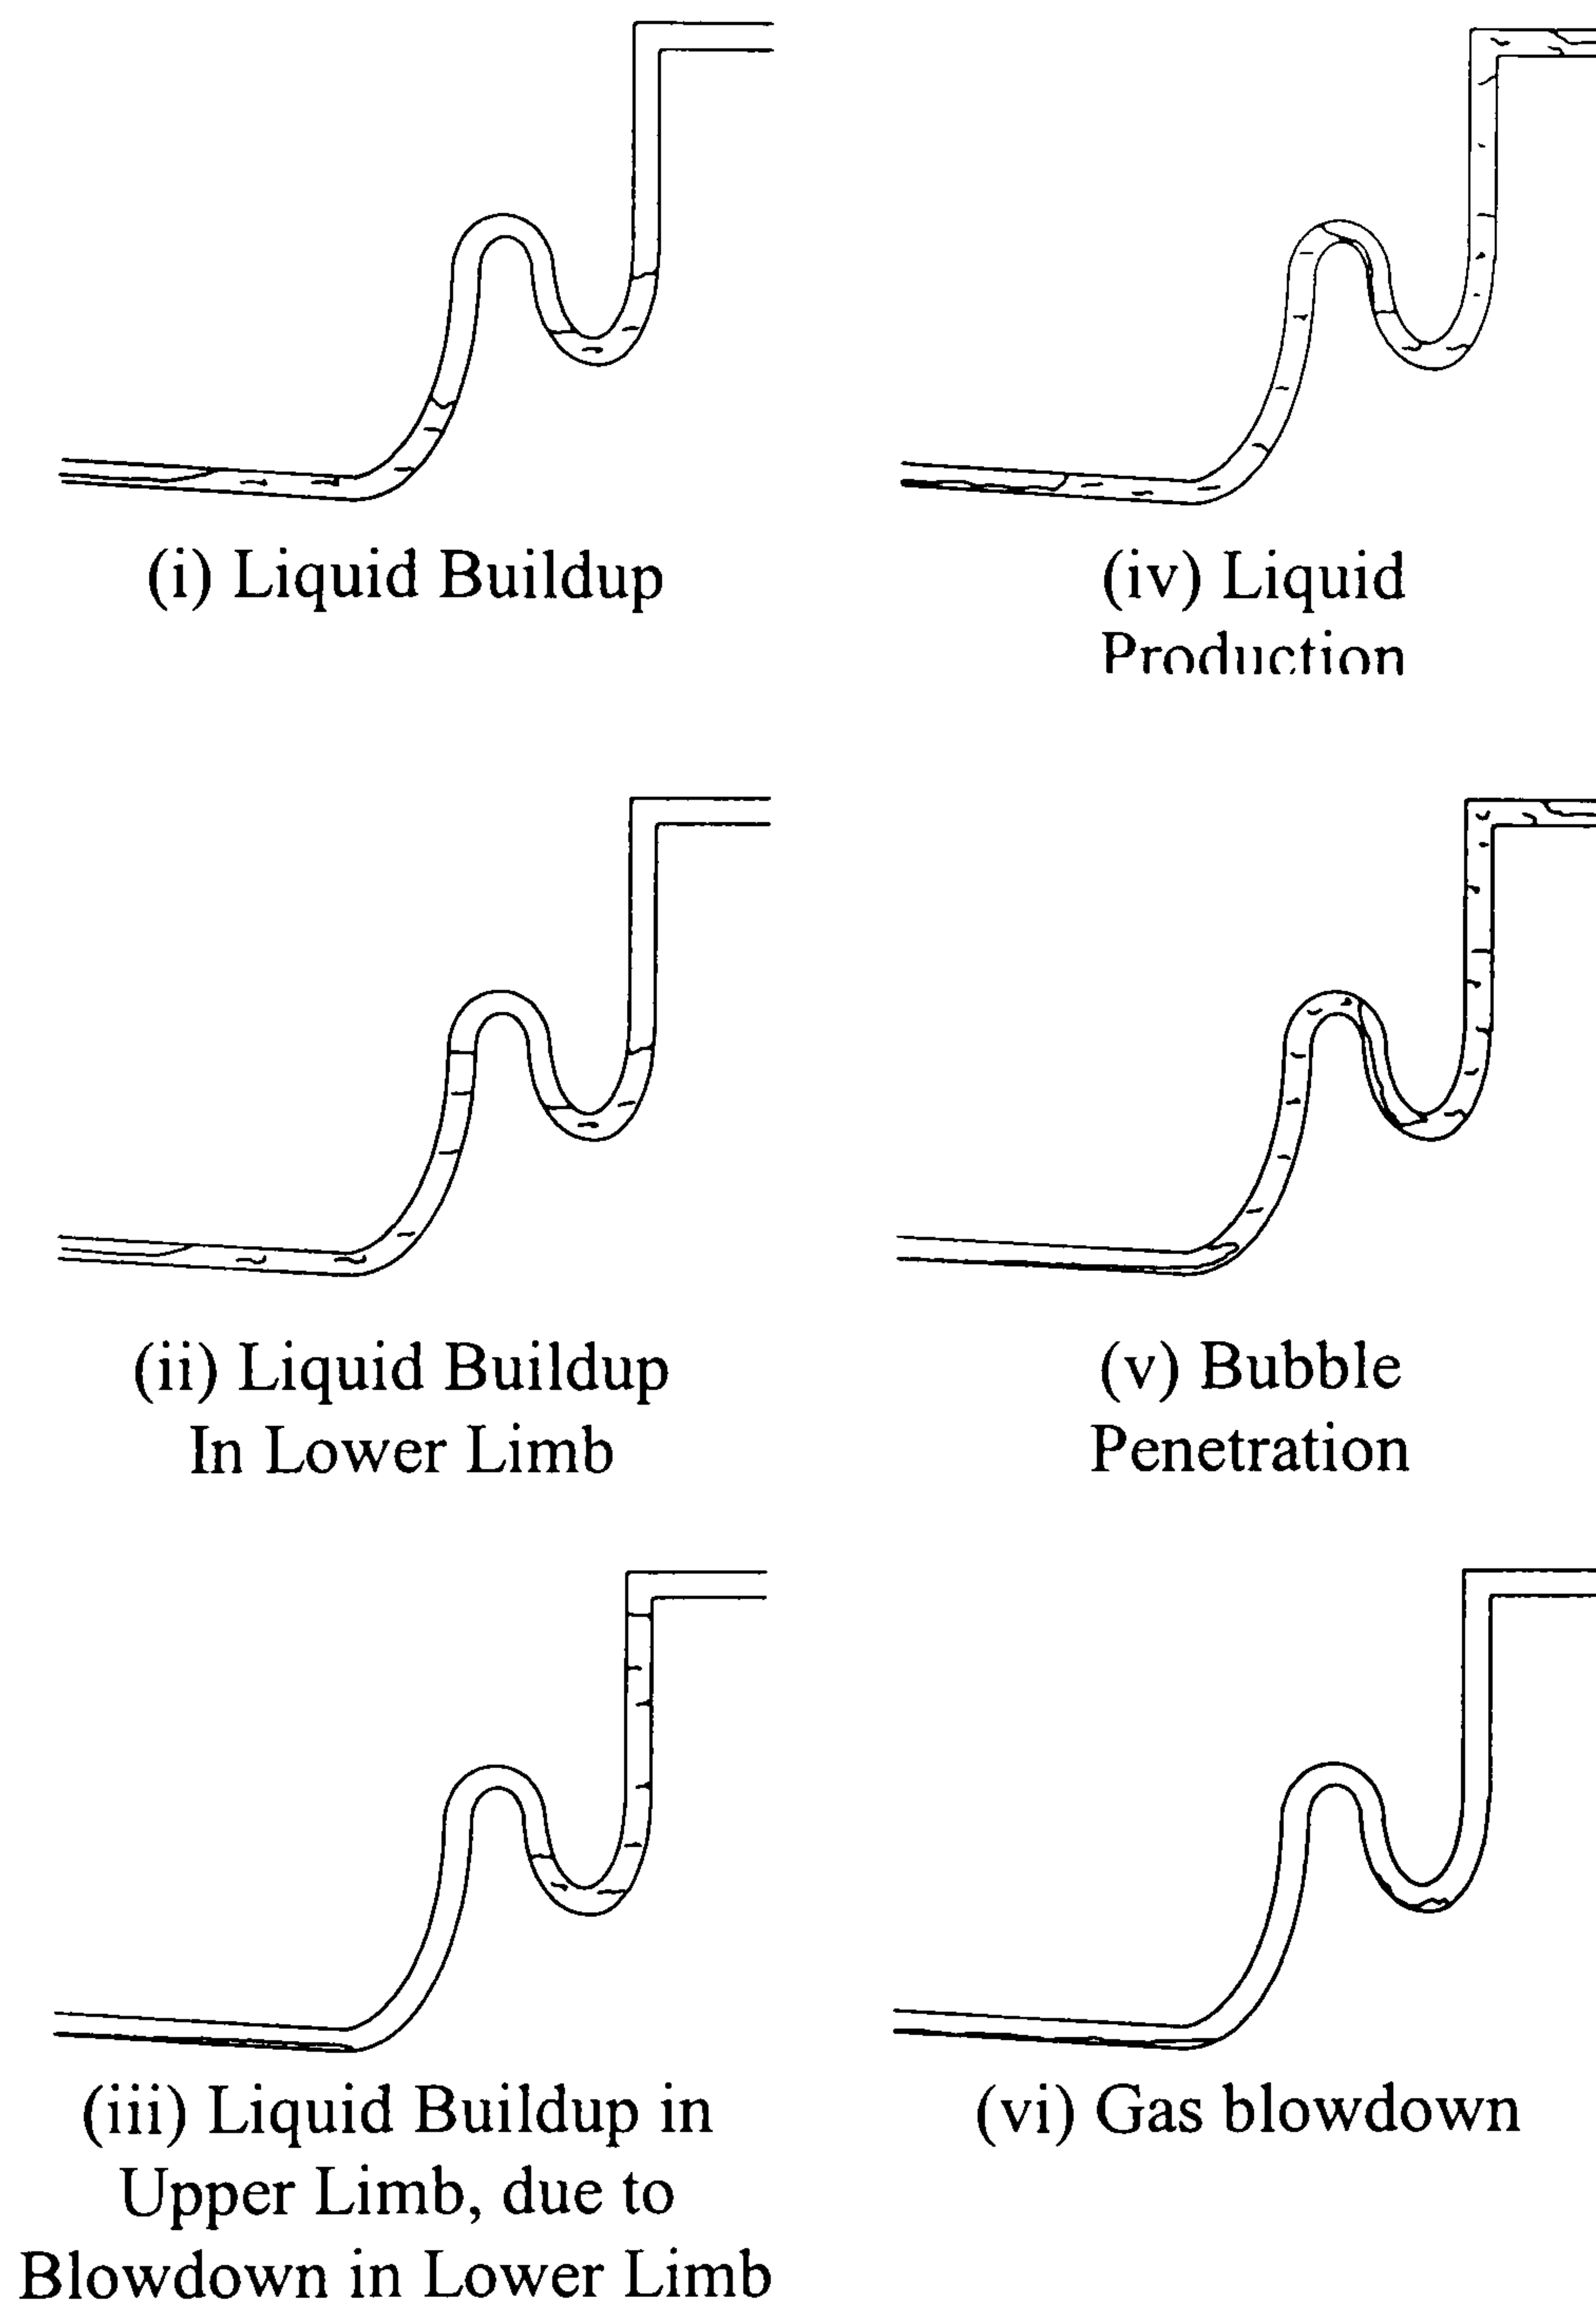 (i) Liquid Buildup
(iv) Liquid
Production
(ii) Liquid Buildup
In Lower Limb
(v) Bubble
Penetration
(iii) Liquid Buildup in
Upper Limb, due to
Blowdown in Lower Limb
(vi) Gas blowdown